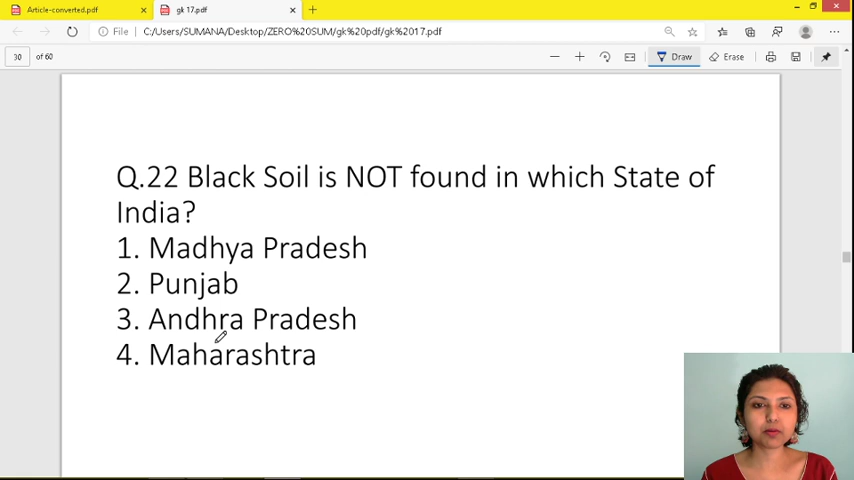 Article-converted.pdf
gk 17.pdf
File
C:/Users/SUMANA/Desktop/ZERO%20SUM/gk%20pdf/gk%2017.pdf
30 of 60
Draw
Erase
Q.22 Black Soil is NOT found in which State of
India?
1. Madhya Pradesh
2. Punjab
3. Andhra Pradesh
4. Maharashtra